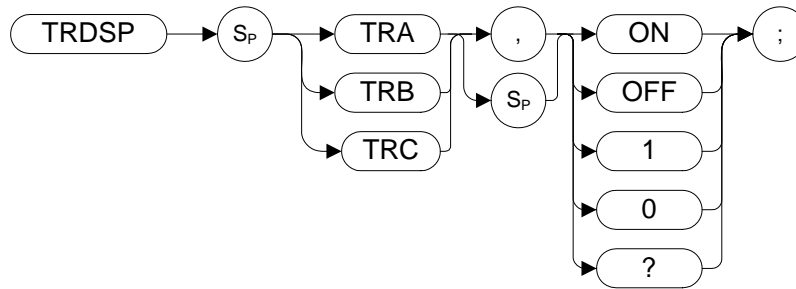 TRDSP SP TRA , ON ;
TRB SP OFF
TRC 1
0
?